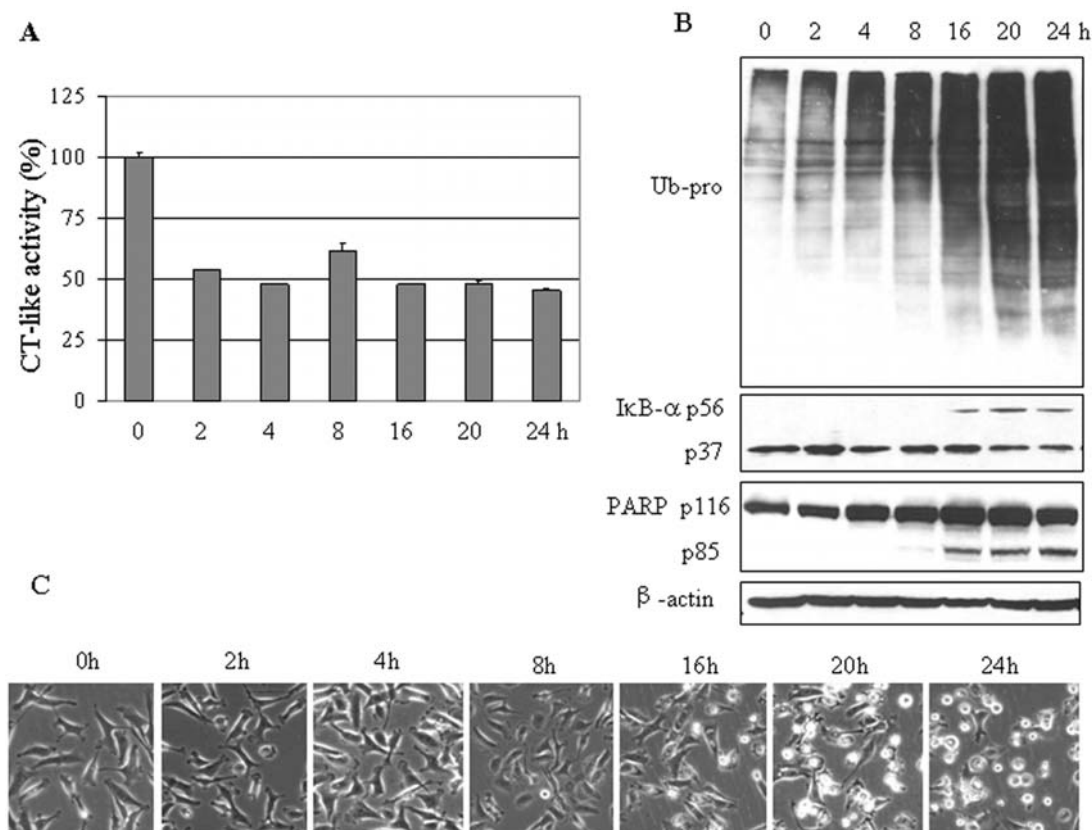 A
CT-like activity (%)
125
100
75
50
25
0
0 2 4 8 16 20 24 h
B
0 2 4 8 16 20 24 h
Ub-pro
IκB-α p56
p37
PARP p116
p85
β-actin
C
0h 2h 4h 8h 16h 20h 24h